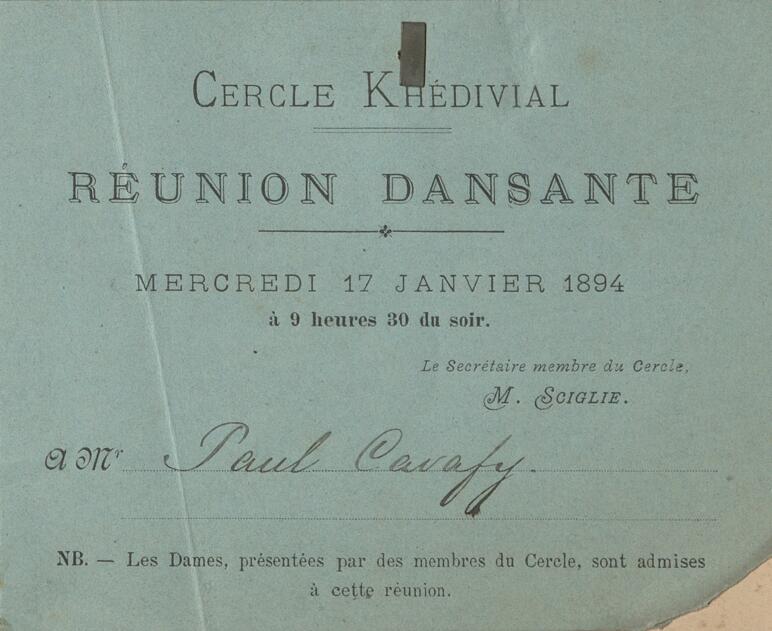 CERCLE KHÉDIVIAL
RÉUNION DANSANTE
MERCREDI 17 JANVIER 1894
à 9 heures 30 du soir.
Le Secrétaire membre du Cercle,
M. SCIGLIE.
A Mr Paul Cavafy.
NB. — Les Dames, présentées par des membres du Cercle, sont admises
à cette réunion.